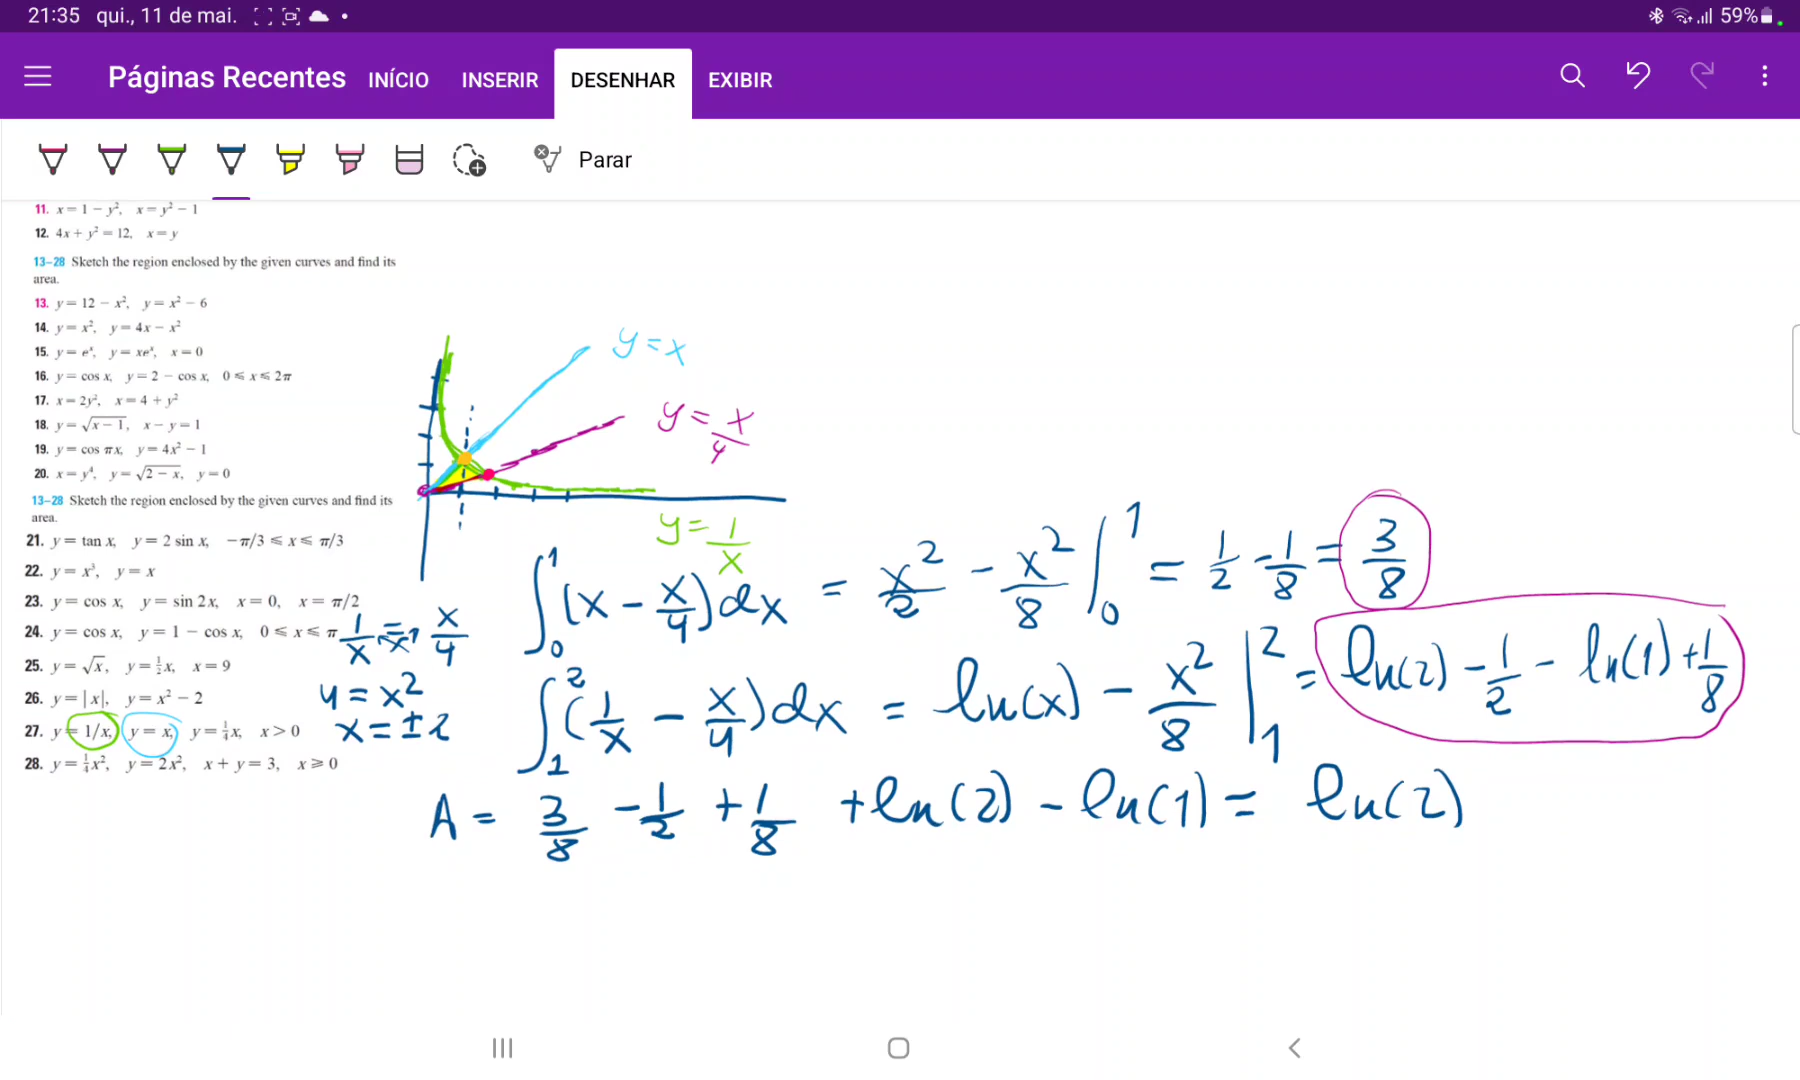 21:35 qui., 11 de mai. 59%
Páginas Recentes INÍCIO INSERIR DESENHAR EXIBIR
Parar
11. x = 1 − y², x = y² − 1
12. 4x + y² = 12, x = y
13–28 Sketch the region enclosed by the given curves and find its
area.
13. y = 12 − x², y = x² − 6
14. y = x², y = 4x − x²
15. y = eˣ, y = xeˣ, x = 0
16. y = cos x, y = 2 − cos x, 0 ⩽ x ⩽ 2π
17. x = 2y², x = 4 + y²
18. y = √(x − 1), x − y = 1
19. y = cos πx, y = 4x² − 1
20. x = y⁴, y = √(2 − x), y = 0
13–28 Sketch the region enclosed by the given curves and find its
area.
21. y = tan x, y = 2 sin x, −π/3 ⩽ x ⩽ π/3
22. y = x³, y = x
23. y = cos x, y = sin 2x, x = 0, x = π/2
24. y = cos x, y = 1 − cos x, 0 ⩽ x ⩽ π
25. y = √x, y = ½x, x = 9
26. y = |x|, y = x² − 2
27. y = 1/x, y = x, y = ¼x, x > 0
28. y = ¼x², y = 2x², x + y = 3, x ⩾ 0
y = x
y = x/4
y = 1/x
1/x = x/4
4 = x²
x = ± 2
∫₀¹ (x − x/4) dx = x²/2 − x²/8 |₀¹ = 1/2 − 1/8 = 3/8
∫₁² (1/x − x/4) dx = ln(x) − x²/8 |₁² = ln(2) − 1/2 − ln(1) + 1/8
A = 3/8 − 1/2 + 1/8 + ln(2) − ln(1) = ln(2)